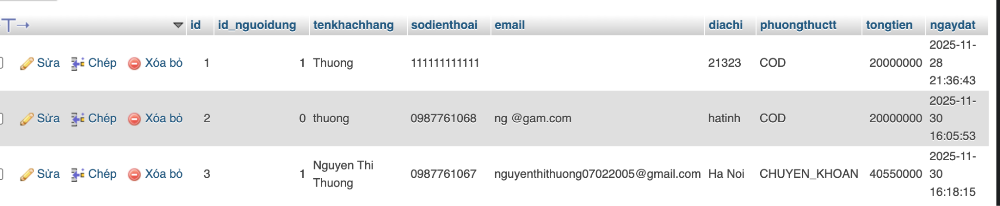 id id_nguoidung tenkhachhang sodienthoai email diachi phuongthuctt tongtien ngaydat
Sửa Chép Xóa bỏ 1 1 Thuong 111111111111 21323 COD 20000000 2025-11-
28
21:36:43
Sửa Chép Xóa bỏ 2 0 thuong 0987761068 ng @gam.com hatinh COD 20000000 2025-11-
30
16:05:53
Sửa Chép Xóa bỏ 3 1 Nguyen Thi
Thuong 0987761067 nguyenthithuong07022005@gmail.com Ha Noi CHUYEN_KHOAN 40550000 2025-11-
30
16:18:15